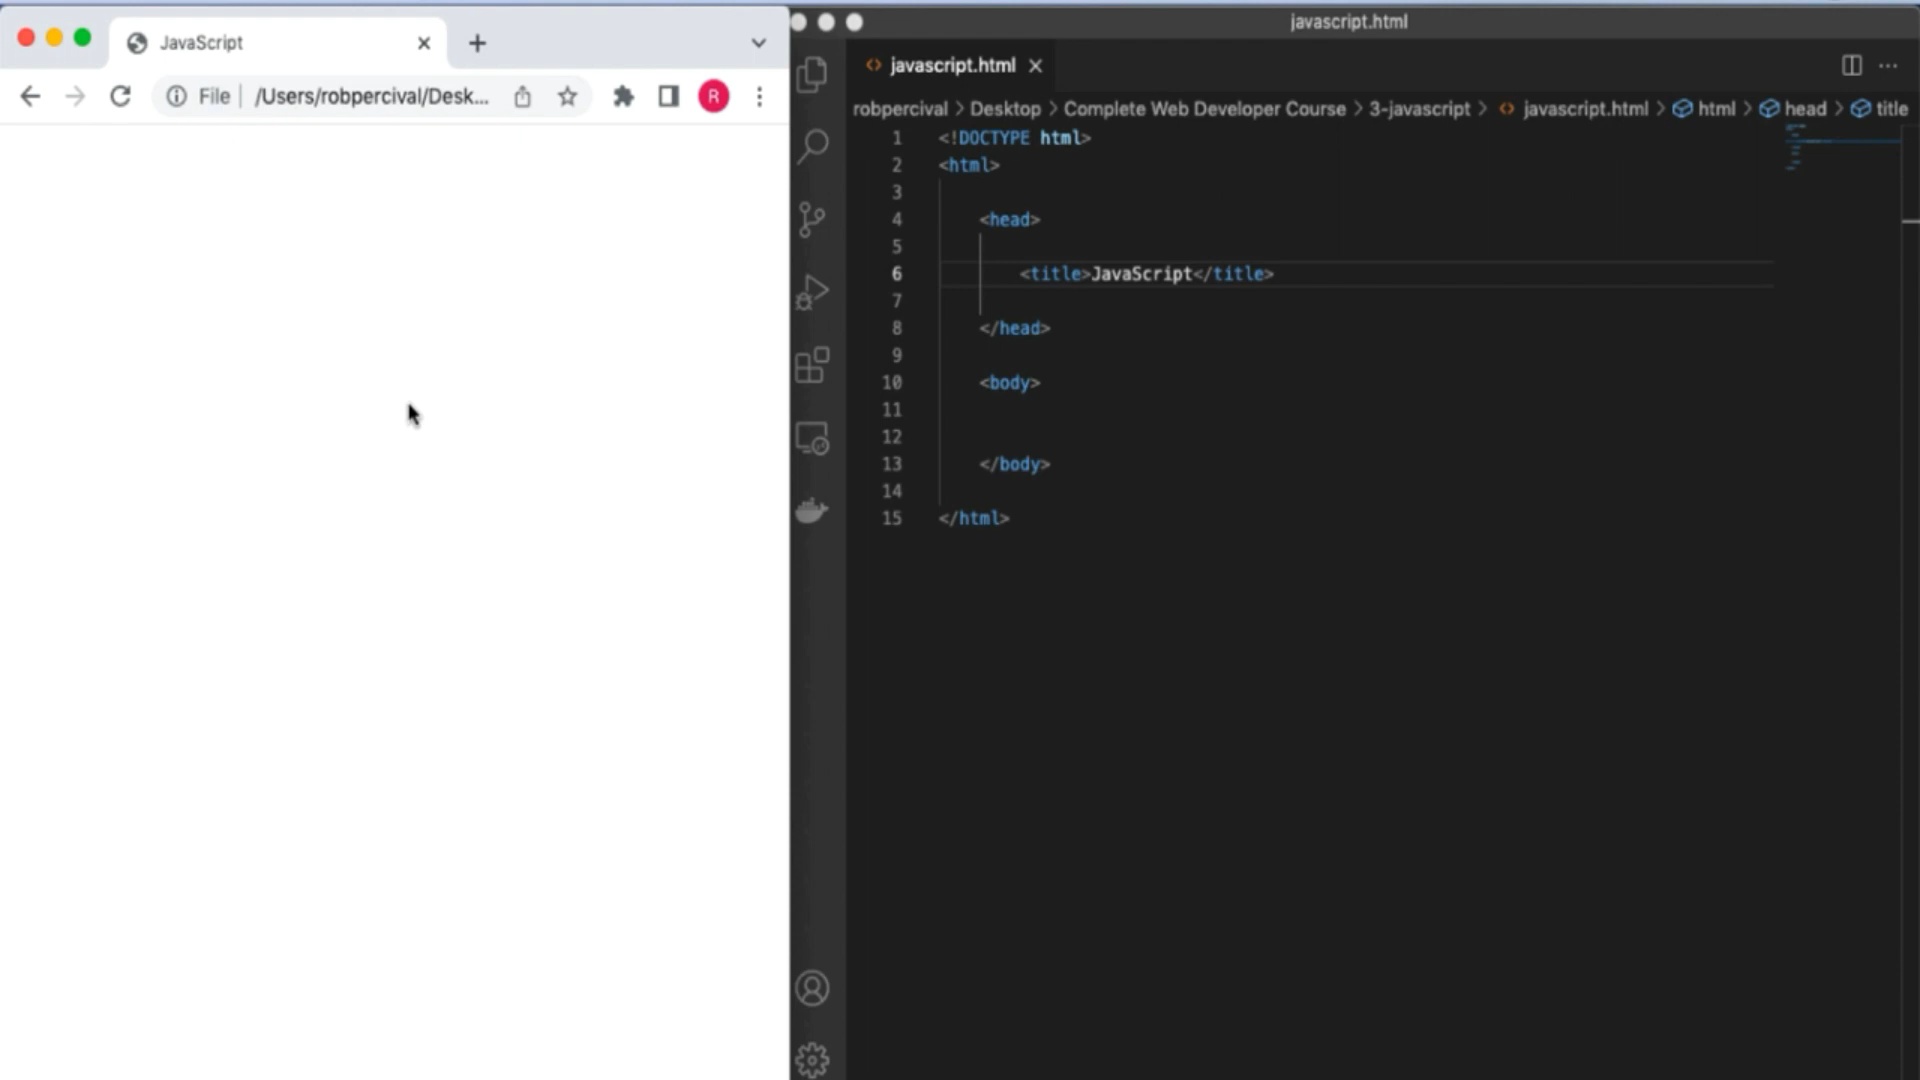 JavaScript
File /Users/robpercival/Desk...
R
javascript.html
javascript.html
robpercival > Desktop > Complete Web Developer Course > 3-javascript > javascript.html > html > head > title
1 <!DOCTYPE html>
2 <html>
3
4 <head>
5
6 <title>JavaScript</title>
7
8 </head>
9
10 <body>
11
12
13 </body>
14
15 </html>